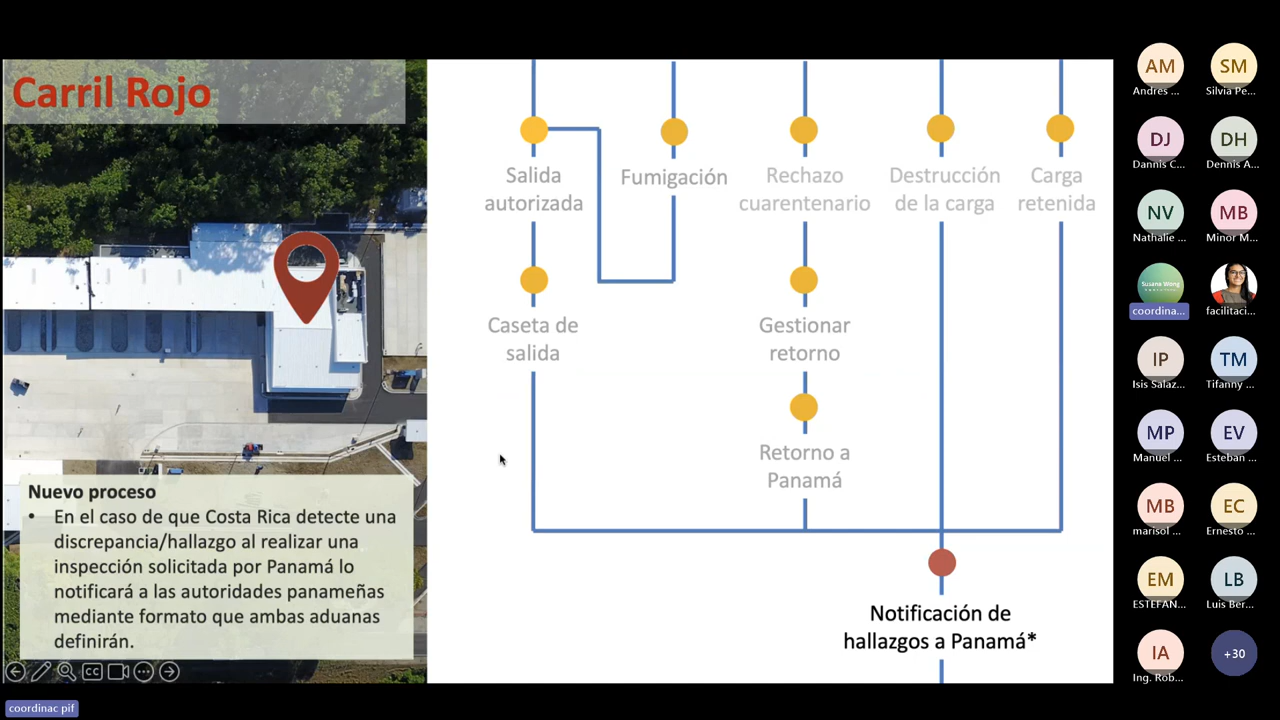 Carril Rojo
Salida
autorizada
Fumigación
Rechazo
cuarentenario
Destrucción
de la carga
Carga
retenida
Caseta de
salida
Gestionar
retorno
Retorno a
Panamá
Notificación de
hallazgos a Panamá*
Nuevo proceso
• En el caso de que Costa Rica detecte una
discrepancia/hallazgo al realizar una
inspección solicitada por Panamá lo
notificará a las autoridades panameñas
mediante formato que ambas aduanas
definirán.
CC
AM
Andres ...
SM
Silvia Pe...
DJ
Dannis C...
DH
Dennis A...
NV
Nathalie ...
MB
Minor M...
Susane Wong
coordina...
facilitaci...
IP
Isis Salaz...
TM
Tifanny ...
MP
Manuel ...
EV
Esteban ...
MB
marisol ...
EC
Ernesto ...
EM
ESTEFAN...
LB
Luis Ber...
IA
Ing. Rob...
+30
coordinac pif